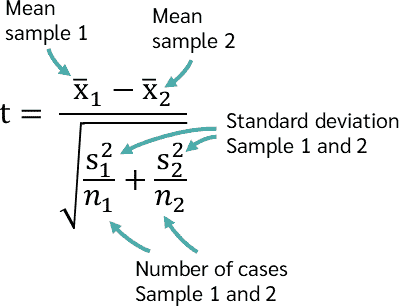 Mean
sample 1
Mean
sample 2
t = x̄₁ − x̄₂
√ s₁²/n₁ + s₂²/n₂
Standard deviation
Sample 1 and 2
Number of cases
Sample 1 and 2